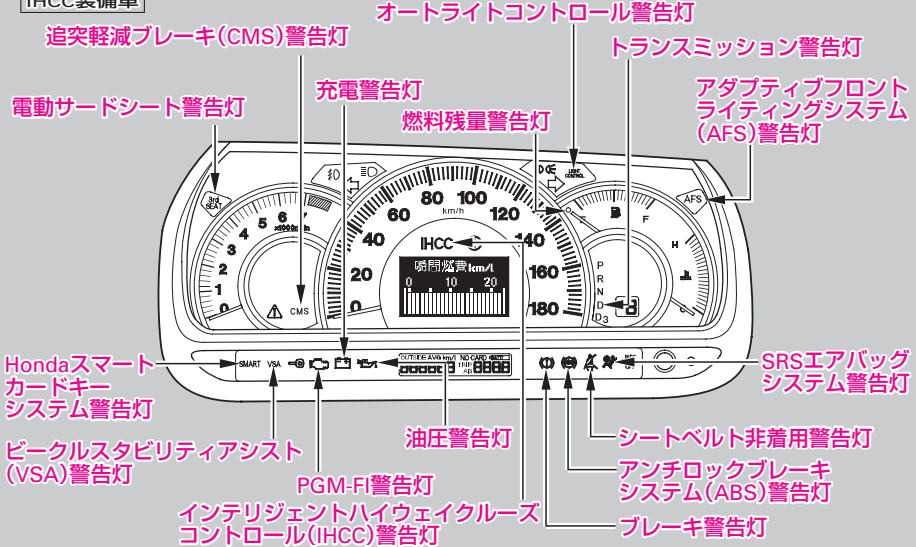 IHCC装備車
オートライトコントロール警告灯
追突軽減ブレーキ(CMS)警告灯
トランスミッション警告灯
充電警告灯
アダプティブフロント
ライティングシステム
(AFS)警告灯
電動サードシート警告灯
燃料残量警告灯
3rd
SEAT
LIGHT
CONTROL
AFS
0 1 2 3 4 5 6 7
0 20 40 60 80 100 120 140 160 180
km/h
IHCC
瞬間燃費km/L
0 10 20
E F
H
C
P
R
N
D
D3
CMS
SMART VSA
OUTSIDE AVG km/l NO CARD
TRIP
AB
Hondaスマート
カードキー
システム警告灯
SRSエアバッグ
システム警告灯
油圧警告灯
シートベルト非着用警告灯
ビークルスタビリティアシスト
(VSA)警告灯
PGM-FI警告灯
アンチロックブレーキ
システム(ABS)警告灯
インテリジェントハイウェイクルーズ
コントロール(IHCC)警告灯
ブレーキ警告灯